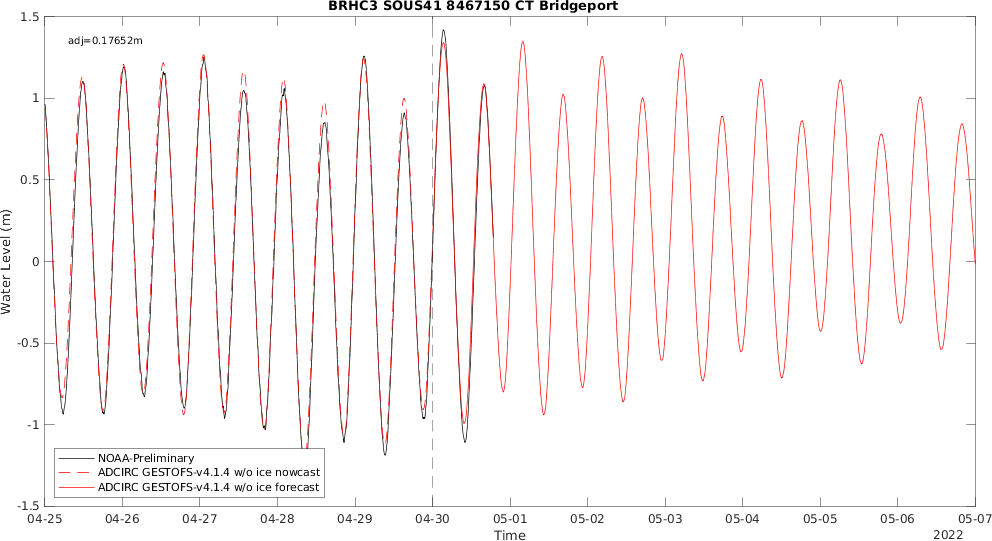 BRHC3 SOUS41 8467150 CT Bridgeport
adj=0.17652m
1.5
1
0.5
0
-0.5
-1
-1.5
Water Level (m)
NOAA-Preliminary
ADCIRC GESTOFS-v4.1.4 w/o ice nowcast
ADCIRC GESTOFS-v4.1.4 w/o ice forecast
04-25 04-26 04-27 04-28 04-29 04-30 05-01 05-02 05-03 05-04 05-05 05-06 05-07
Time
2022